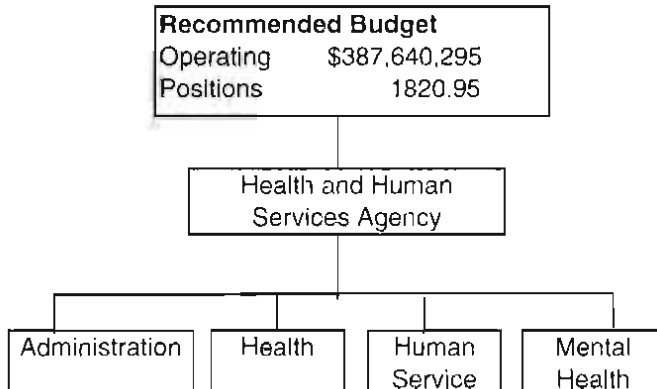 Recommended Budget
Operating $387,640,295
Positions 1820.95
Health and Human
Services Agency
Administration
Health
Human
Service
Mental
Health